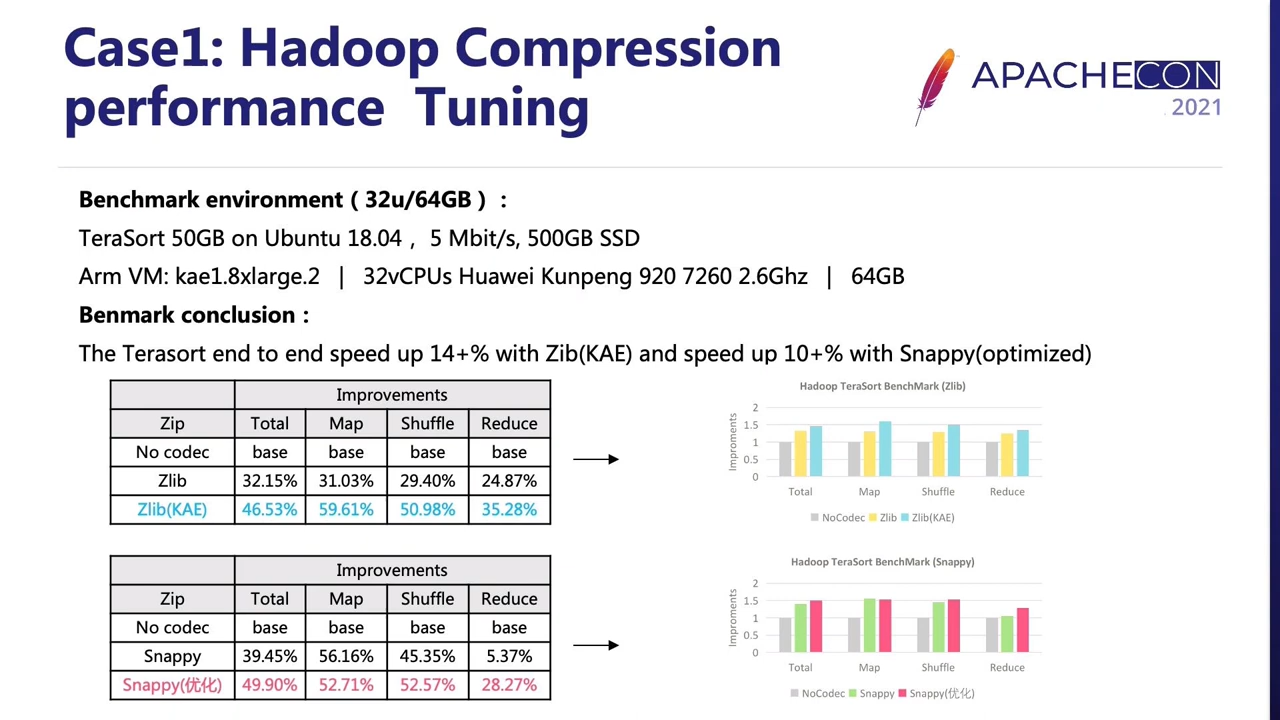 Case1: Hadoop Compression
performance Tuning
APACHECON
2021
Benchmark environment ( 32u/64GB ) :
TeraSort 50GB on Ubuntu 18.04 , 5 Mbit/s, 500GB SSD
Arm VM: kae1.8xlarge.2 | 32vCPUs Huawei Kunpeng 920 7260 2.6Ghz | 64GB
Benmark conclusion :
The Terasort end to end speed up 14+% with Zib(KAE) and speed up 10+% with Snappy(optimized)
Improvements
Zip Total Map Shuffle Reduce
No codec base base base base
Zlib 32.15% 31.03% 29.40% 24.87%
Zlib(KAE) 46.53% 59.61% 50.98% 35.28%
Hadoop TeraSort BenchMark (Zlib)
Improments
2
1.5
1
0.5
0
Total Map Shuffle Reduce
NoCodec Zlib Zlib(KAE)
Improvements
Zip Total Map Shuffle Reduce
No codec base base base base
Snappy 39.45% 56.16% 45.35% 5.37%
Snappy(优化) 49.90% 52.71% 52.57% 28.27%
Hadoop TeraSort BenchMark (Snappy)
Improments
2
1.5
1
0.5
0
Total Map Shuffle Reduce
NoCodec Snappy Snappy(优化)